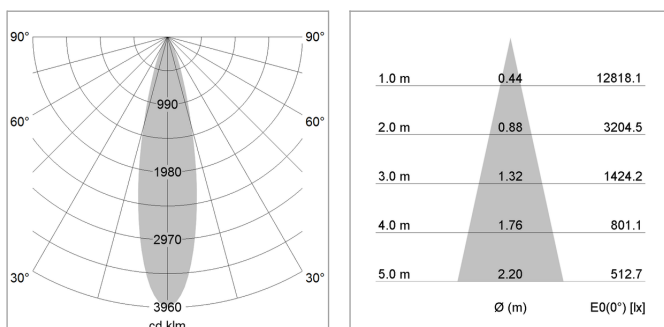 90° 90°
990
60° 60°
1980
2970
30° 30°
3960
cd klm
1.0 m 0.44 12818.1
2.0 m 0.88 3204.5
3.0 m 1.32 1424.2
4.0 m 1.76 801.1
5.0 m 2.20 512.7
Ø (m) E0(0°) [lx]